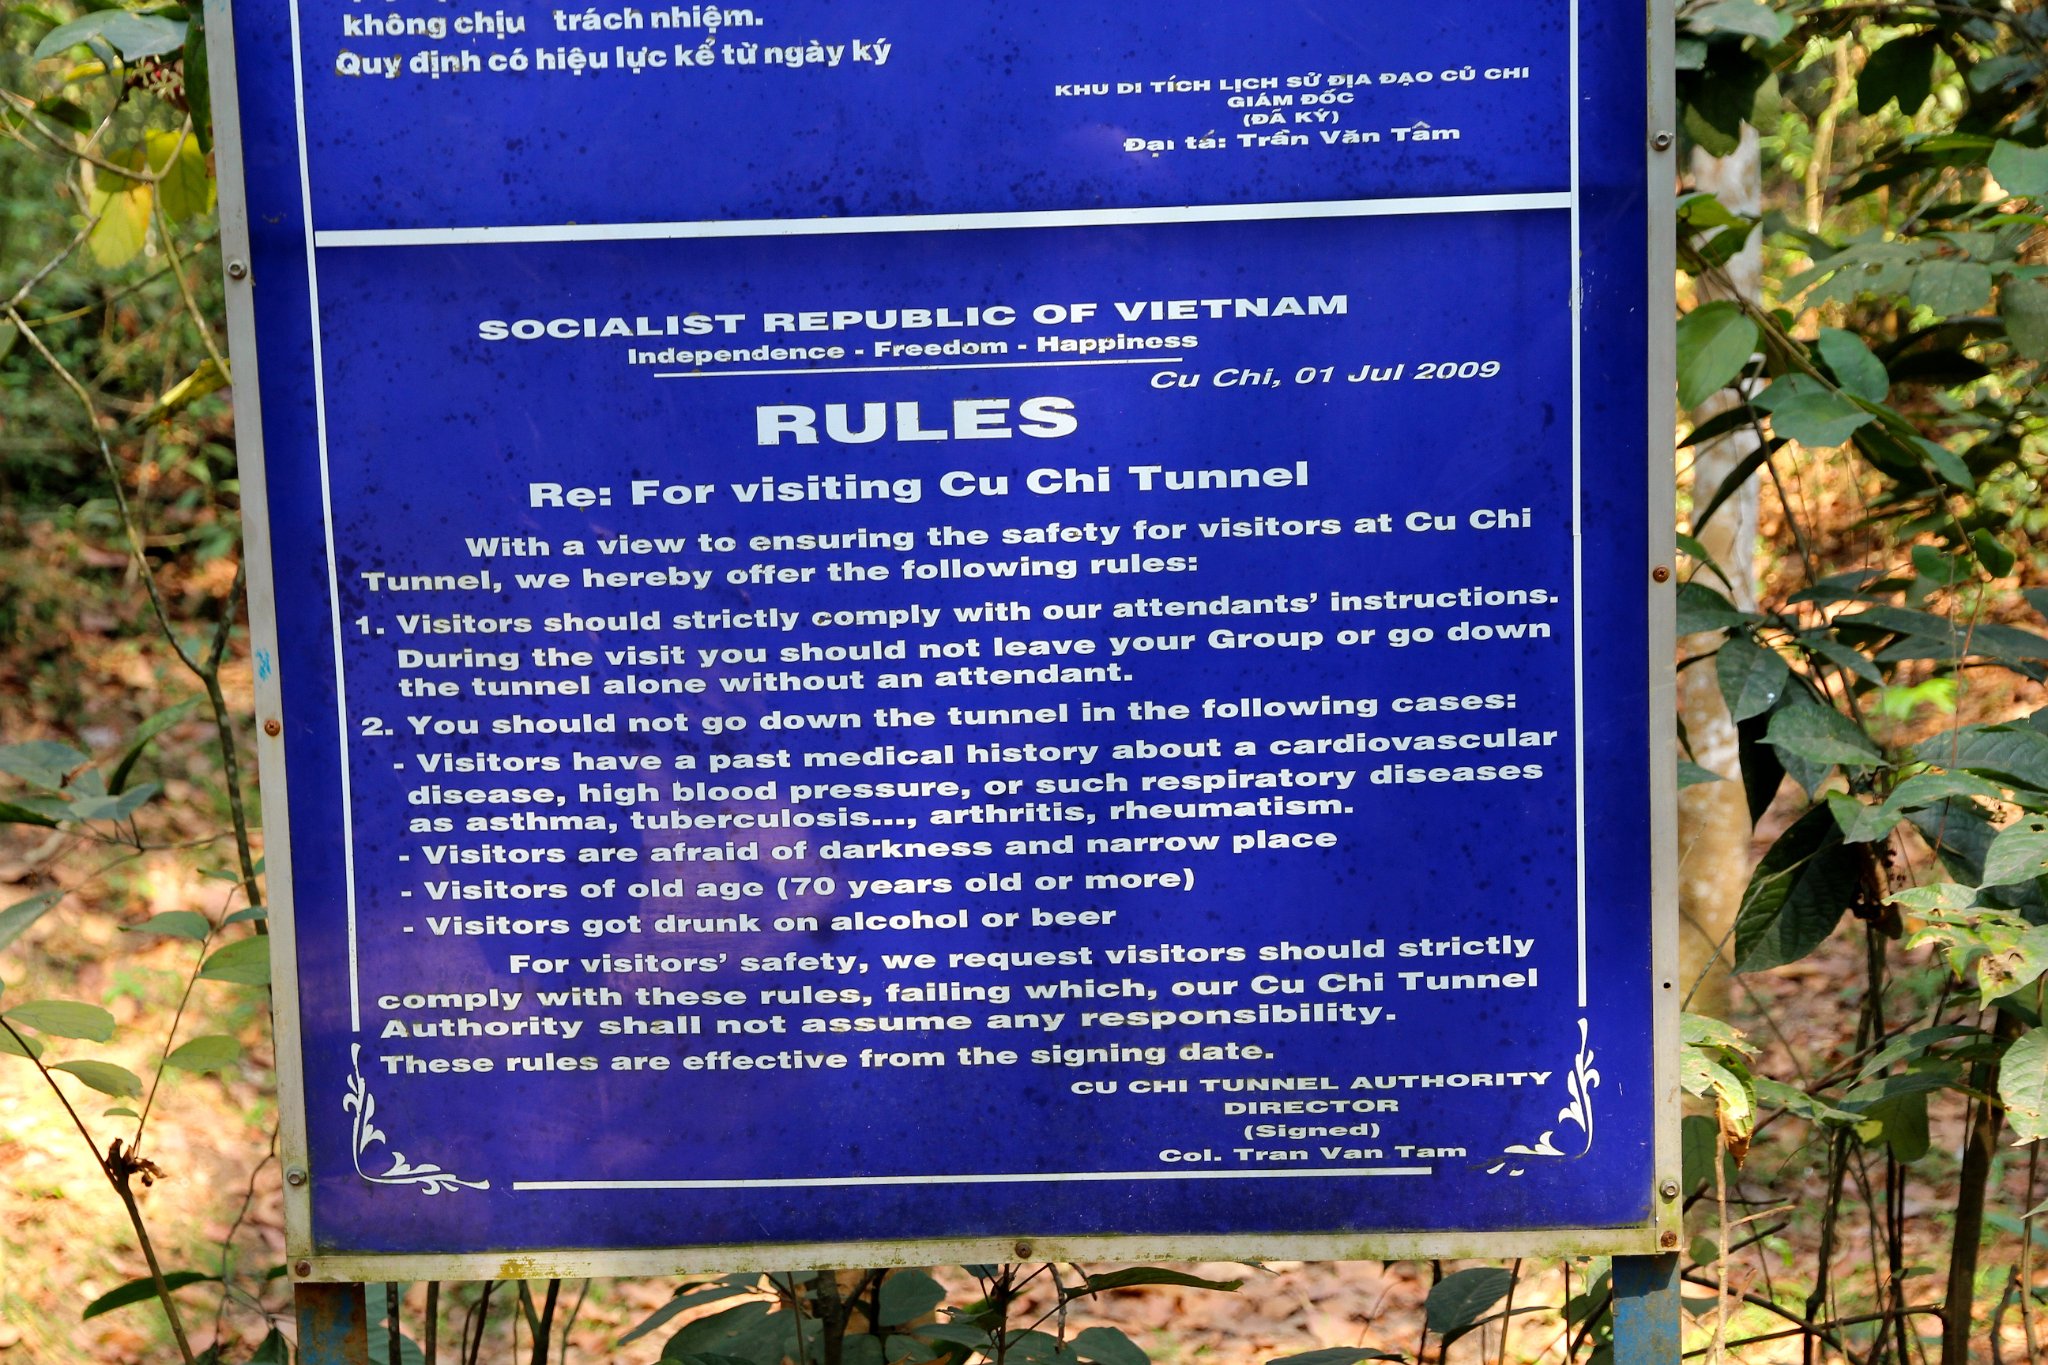 không chịu trách nhiệm.
Quy định có hiệu lực kể từ ngày ký
KHU DI TÍCH LỊCH SỬ ĐỊA ĐẠO CỦ CHI
GIÁM ĐỐC
(ĐÃ KÝ)
Đại tá: Trần Văn Tâm
SOCIALIST REPUBLIC OF VIETNAM
Independence - Freedom - Happiness
Cu Chi, 01 Jul 2009
RULES
Re: For visiting Cu Chi Tunnel
With a view to ensuring the safety for visitors at Cu Chi
Tunnel, we hereby offer the following rules:
1. Visitors should strictly comply with our attendants' instructions.
During the visit you should not leave your Group or go down
the tunnel alone without an attendant.
2. You should not go down the tunnel in the following cases:
- Visitors have a past medical history about a cardiovascular
disease, high blood pressure, or such respiratory diseases
as asthma, tuberculosis..., arthritis, rheumatism.
- Visitors are afraid of darkness and narrow place
- Visitors of old age (70 years old or more)
- Visitors got drunk on alcohol or beer
For visitors' safety, we request visitors should strictly
comply with these rules, failing which, our Cu Chi Tunnel
Authority shall not assume any responsibility.
These rules are effective from the signing date.
CU CHI TUNNEL AUTHORITY
DIRECTOR
(Signed)
Col. Tran Van Tam